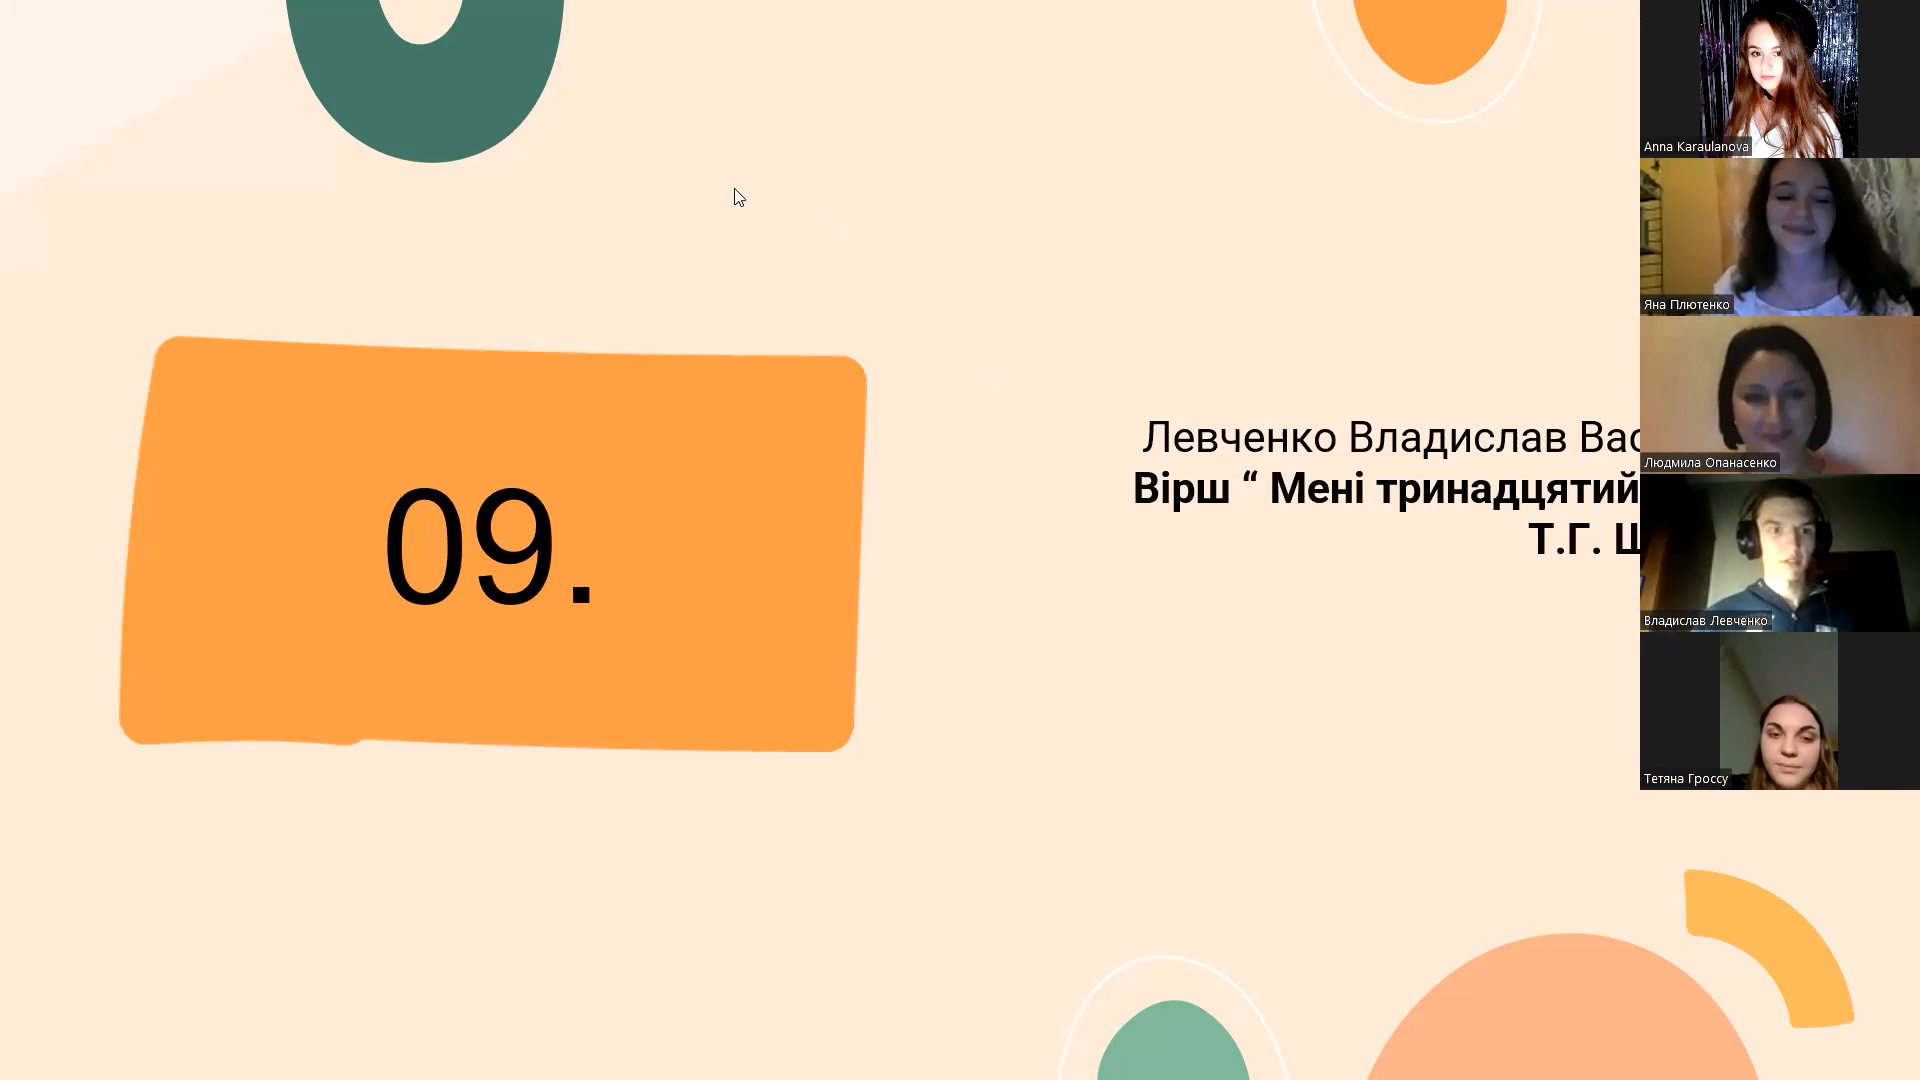 09.
Левченко Владислав Вас
Вірш “ Мені тринадцятий
Т.Г. Ш
Anna Karaulanova
Яна Плютенко
Людмила Опанасенко
Владислав Левченко
Тетяна Гроссу